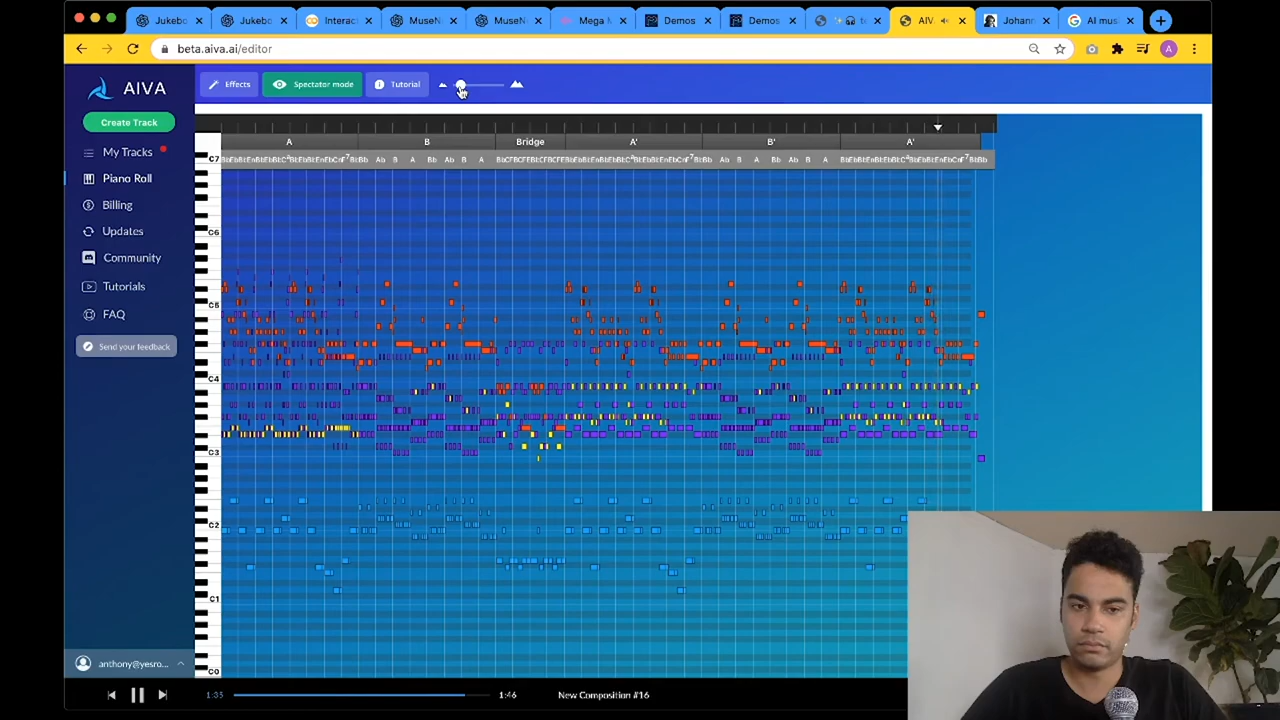 Jukebo
Jukebo
Interac
MuseNe
MuseNe
Mega M
Demos
Demos
AIV
Johann
AI mus
beta.aiva.ai/editor
A
AIVA
Effects
Spectator mode
Tutorial
Create Track
My Tracks
Piano Roll
Billing
Updates
Community
Tutorials
FAQ
Send your feedback
A
B
Bridge
A'
B'
A'
C7
C6
C5
C4
C3
C2
C1
C0
anthony@yesro...
1:35
1:46
New Composition #16